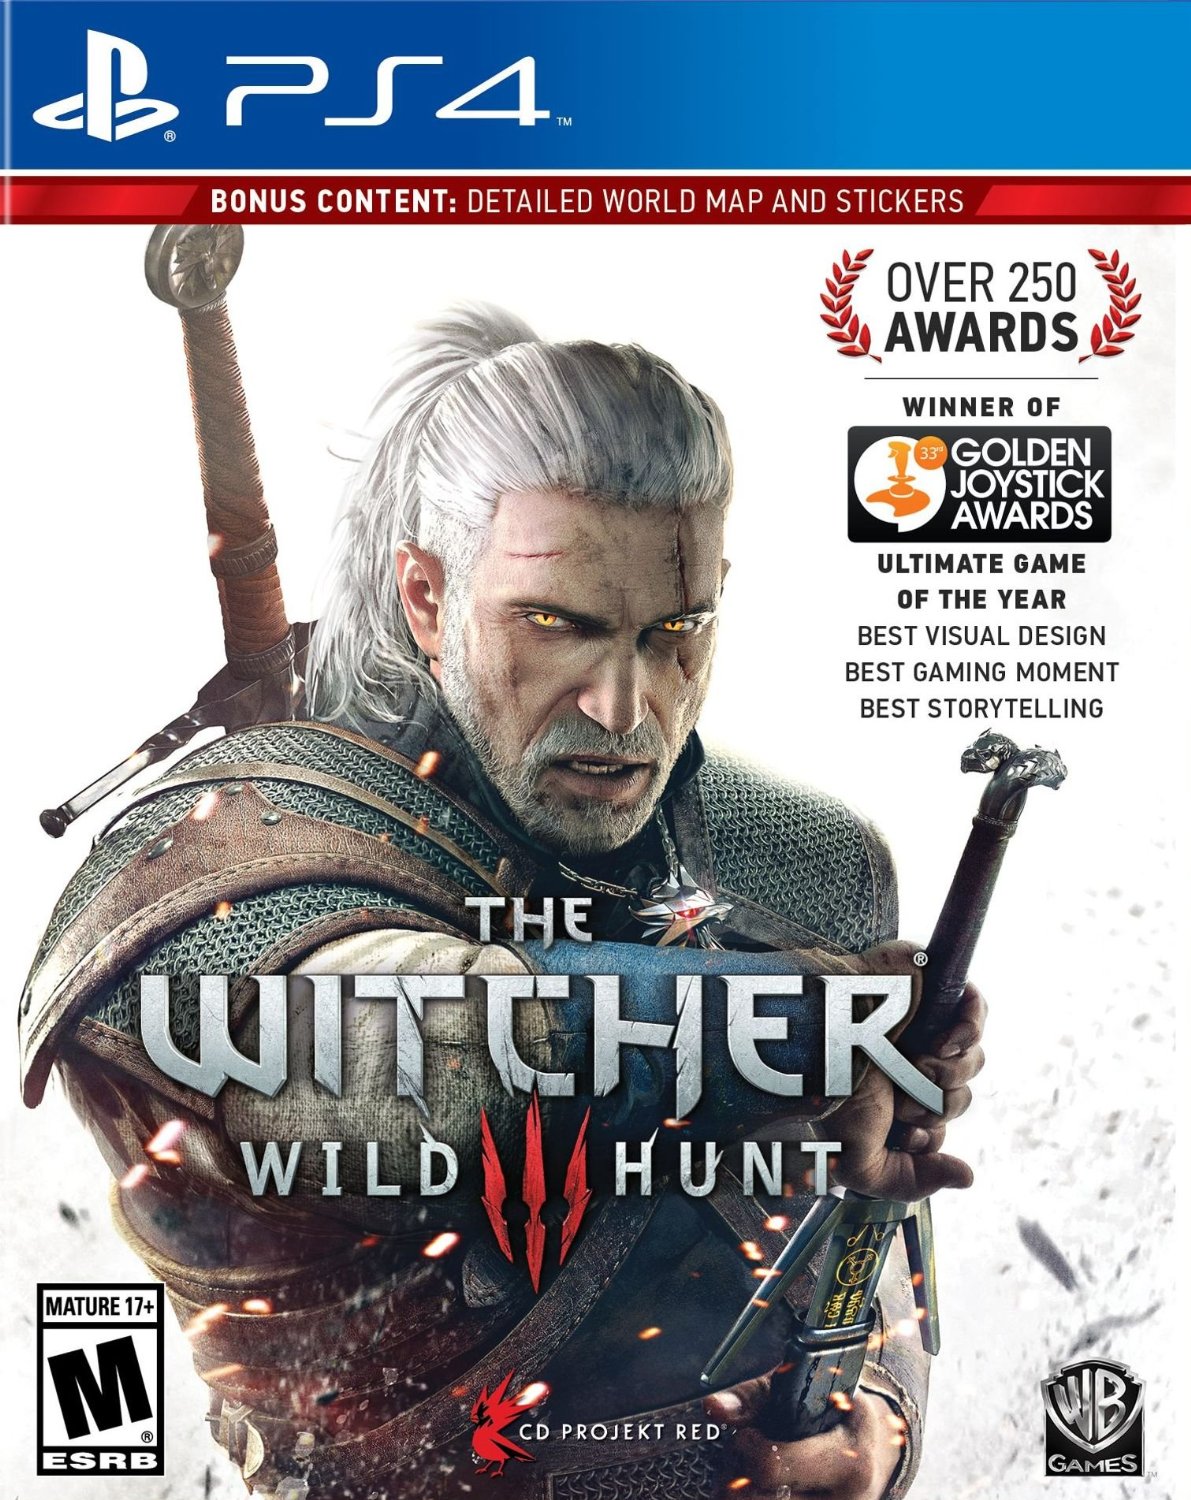 PS4™
BONUS CONTENT: DETAILED WORLD MAP AND STICKERS
OVER 250
AWARDS
WINNER OF
33rd
GOLDEN
JOYSTICK
AWARDS
ULTIMATE GAME
OF THE YEAR
BEST VISUAL DESIGN
BEST GAMING MOMENT
BEST STORYTELLING
THE
WITCHER®
WILD III HUNT
MATURE 17+
M®
ESRB
CD PROJEKT RED®
WB
GAMES™